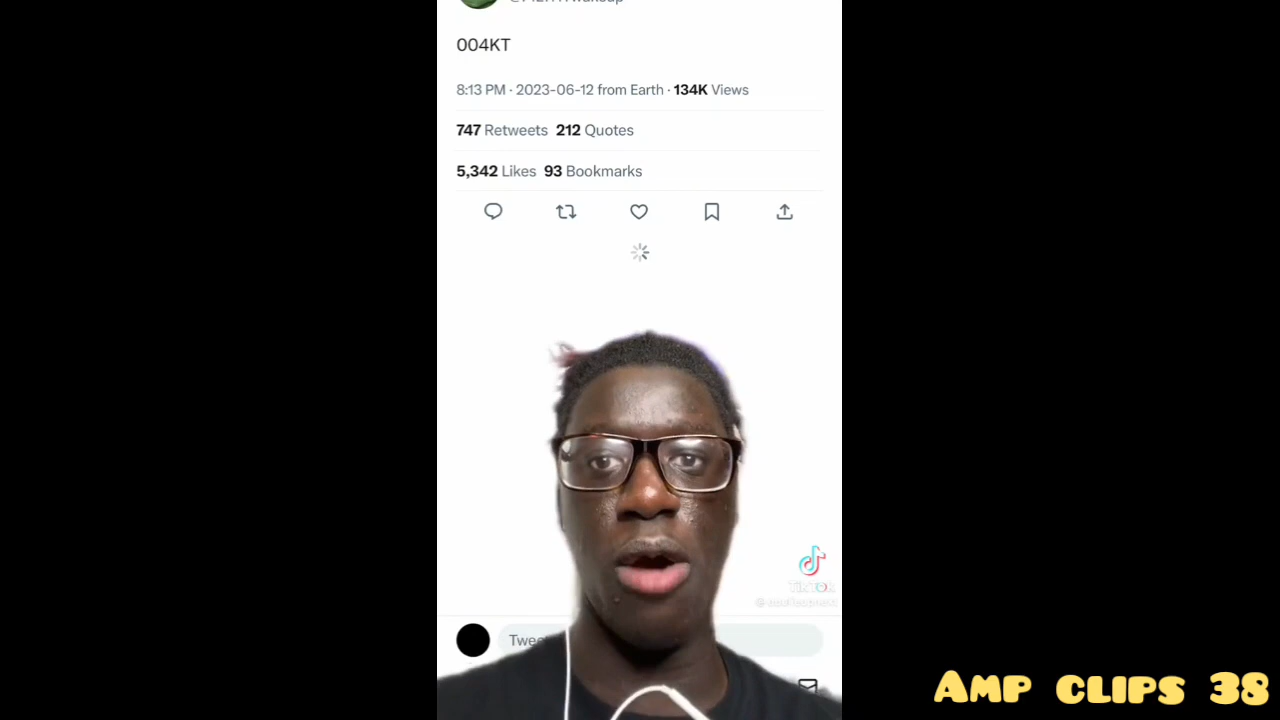 004KT
8:13 PM · 2023-06-12 from Earth · 134K Views
747 Retweets 212 Quotes
5,342 Likes 93 Bookmarks
TikTok
AMP CLIPS 38